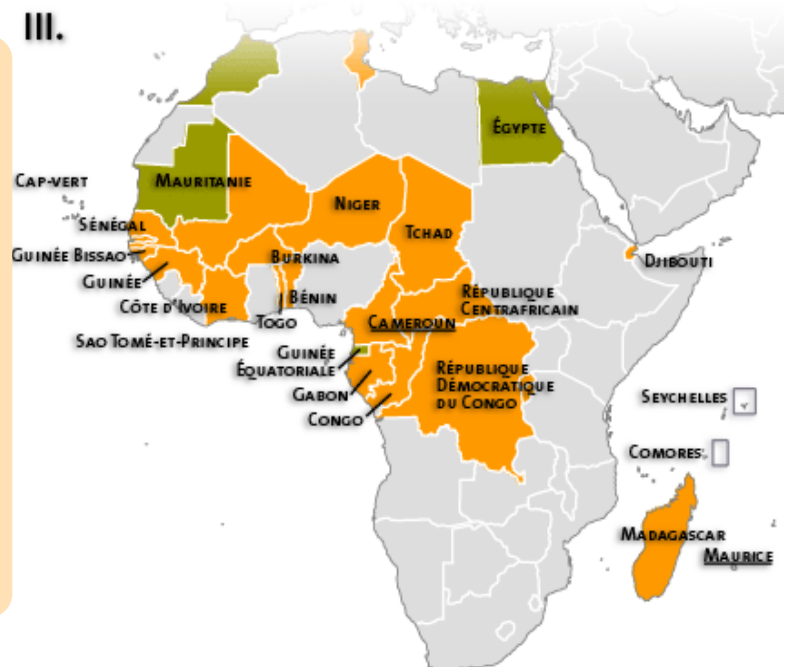 III.
ÉGYPTE
CAP-VERT
MAURITANIE
NIGER
SÉNÉGAL
TCHAD
GUINÉE BISSAO
BURKINA
DJIBOUTI
GUINÉE
BÉNIN
RÉPUBLIQUE
CENTRAFRICAIN
CÔTE D'IVOIRE
TOGO
CAMEROUN
SAO TOMÉ-ET-PRINCIPE
GUINÉE
ÉQUATORIALE
RÉPUBLIQUE
DÉMOCRATIQUE
DU CONGO
GABON
SEYCHELLES
CONGO
COMORES
MADAGASCAR
MAURICE